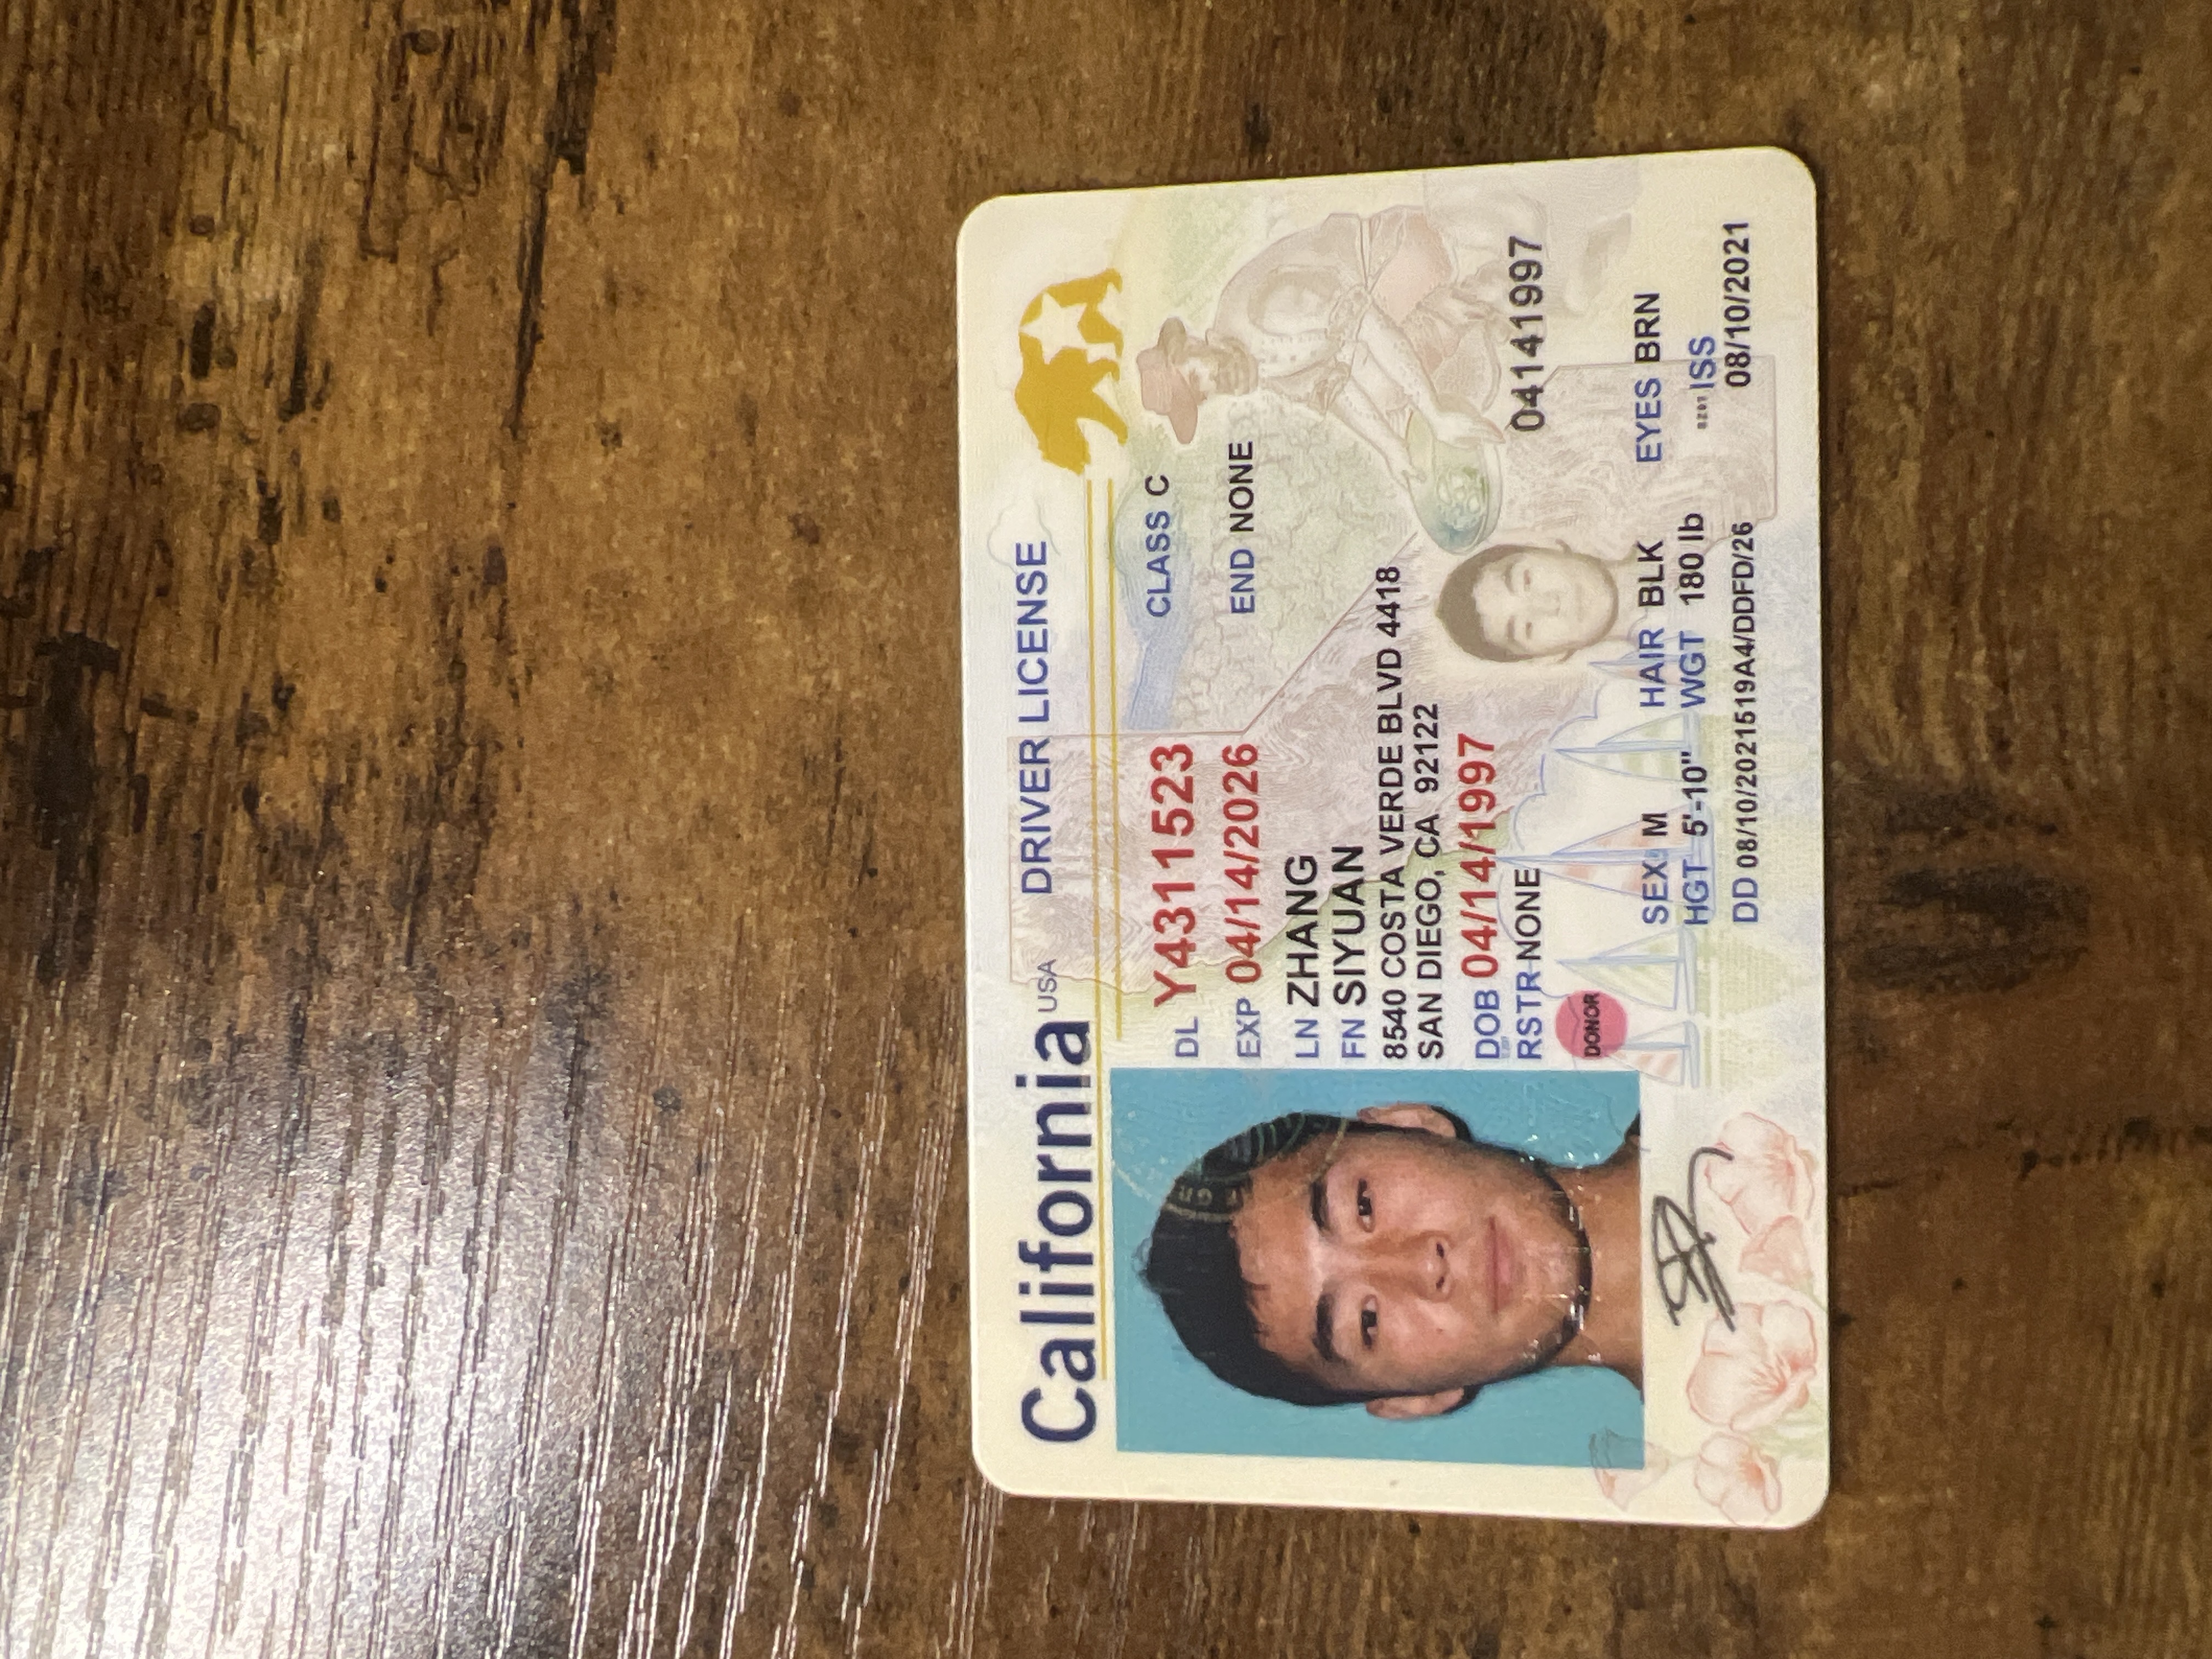 California USA DRIVER LICENSE
DL Y4311523 CLASS C
EXP 04/14/2026 END NONE
LN ZHANG
FN SIYUAN
8540 COSTA VERDE BLVD 4418
SAN DIEGO, CA 92122
DOB 04/14/1997
RSTR NONE 04141997
DONOR
SEX M HAIR BLK EYES BRN
HGT 5'-10" WGT 180 lb ISS
DD 08/10/2021519A4/DDFD/26 08/10/2021